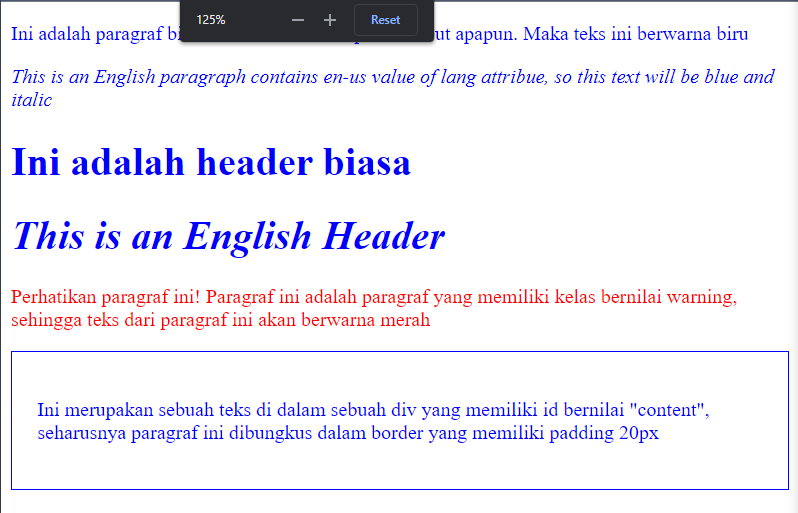 125%
Reset
Ini adalah paragraf apapun. Maka teks ini berwarna biru
This is an English paragraph contains en-us value of lang attribue, so this text will be blue and
italic
Ini adalah header biasa
This is an English Header
Perhatikan paragraf ini! Paragraf ini adalah paragraf yang memiliki kelas bernilai warning,
sehingga teks dari paragraf ini akan berwarna merah
Ini merupakan sebuah teks di dalam sebuah div yang memiliki id bernilai "content",
seharusnya paragraf ini dibungkus dalam border yang memiliki padding 20px